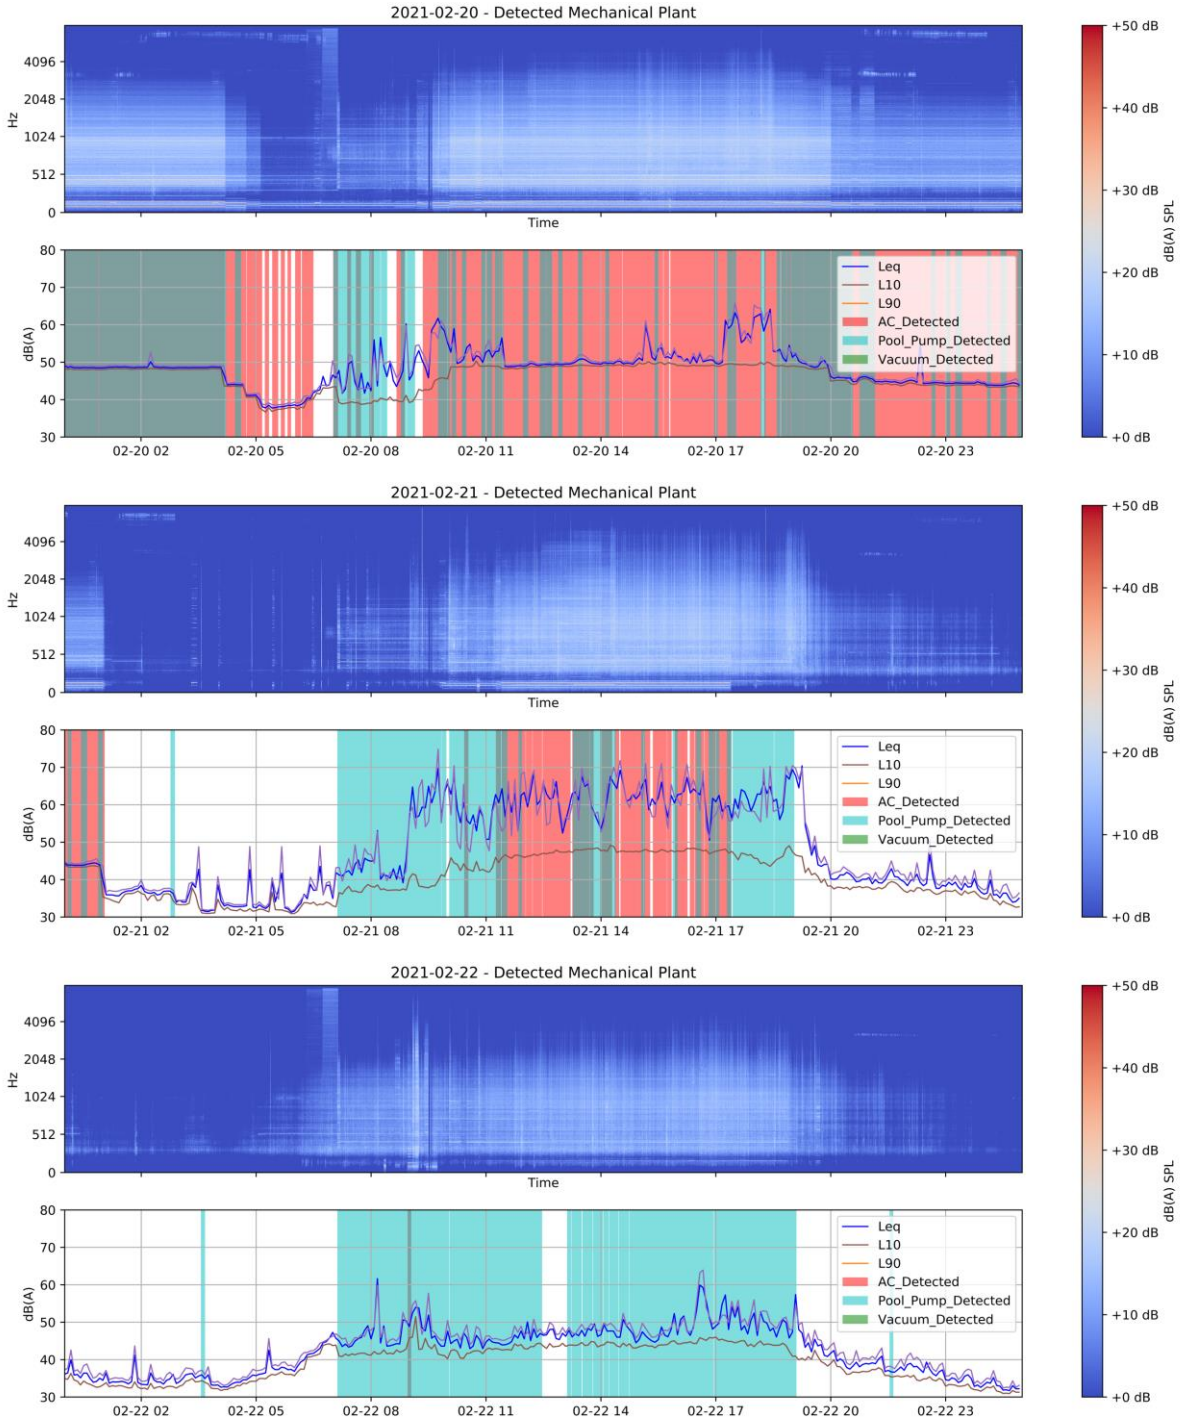 2021-02-20 - Detected Mechanical Plant
4096
2048
1024
512
0
Hz
Time
+50 dB
+40 dB
+30 dB
+20 dB
+10 dB
+0 dB
dB(A) SPL
80
70
60
50
40
30
dB(A)
Leq
L10
L90
AC_Detected
Pool_Pump_Detected
Vacuum_Detected
02-20 02
02-20 05
02-20 08
02-20 11
02-20 14
02-20 17
02-20 20
02-20 23
2021-02-21 - Detected Mechanical Plant
4096
2048
1024
512
0
Hz
Time
+50 dB
+40 dB
+30 dB
+20 dB
+10 dB
+0 dB
dB(A) SPL
80
70
60
50
40
30
dB(A)
Leq
L10
L90
AC_Detected
Pool_Pump_Detected
Vacuum_Detected
02-21 02
02-21 05
02-21 08
02-21 11
02-21 14
02-21 17
02-21 20
02-21 23
2021-02-22 - Detected Mechanical Plant
4096
2048
1024
512
0
Hz
Time
+50 dB
+40 dB
+30 dB
+20 dB
+10 dB
+0 dB
dB(A) SPL
80
70
60
50
40
30
dB(A)
Leq
L10
L90
AC_Detected
Pool_Pump_Detected
Vacuum_Detected
02-22 02
02-22 05
02-22 08
02-22 11
02-22 14
02-22 17
02-22 20
02-22 23